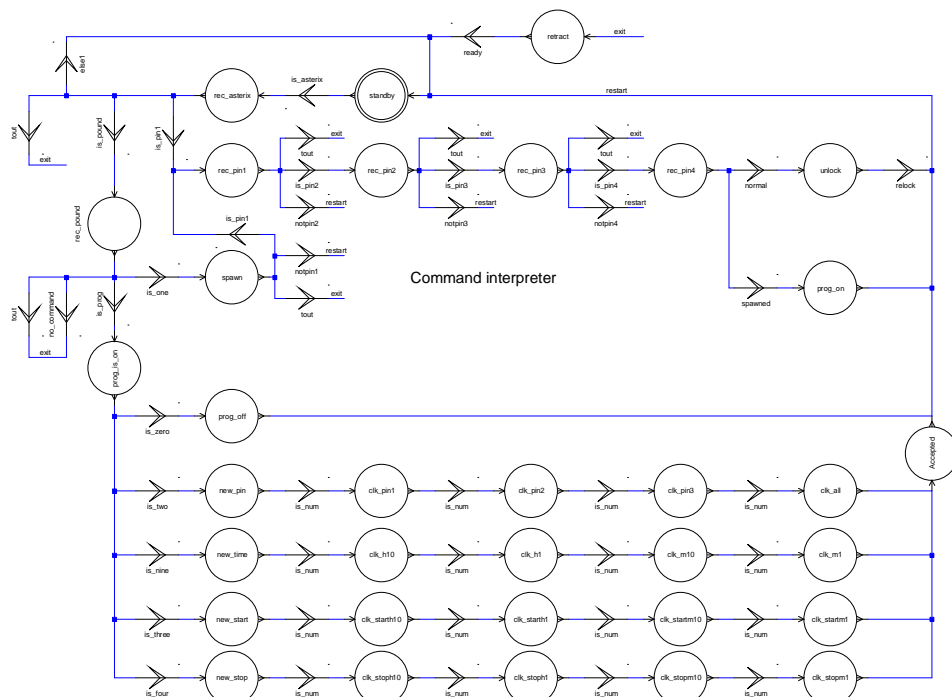 retract
exit
ready
else1
is_asterix
rec_asterix
standby
restart
tout
exit
is_pound
is_pin1
rec_pin1
tout
exit
is_pin2
notpin2
restart
rec_pin2
tout
exit
is_pin3
notpin3
restart
rec_pin3
tout
exit
is_pin4
notpin4
restart
rec_pin4
normal
unlock
relock
rec_pound
is_pin1
notpin1
restart
is_one
spawn
tout
exit
Command interpreter
spawned
prog_on
tout
no_command
exit
is_prog
prog_is_on
is_zero
prog_off
Accepted
is_two
new_pin
is_num
clk_pin1
is_num
clk_pin2
is_num
clk_pin3
is_num
clk_all
is_nine
new_time
is_num
clk_h10
is_num
clk_h1
is_num
clk_m10
is_num
clk_m1
is_three
new_start
is_num
clk_starth10
is_num
clk_starth1
is_num
clk_startm10
is_num
clk_startm1
is_four
new_stop
is_num
clk_stoph10
is_num
clk_stoph1
is_num
clk_stopm10
is_num
clk_stopm1